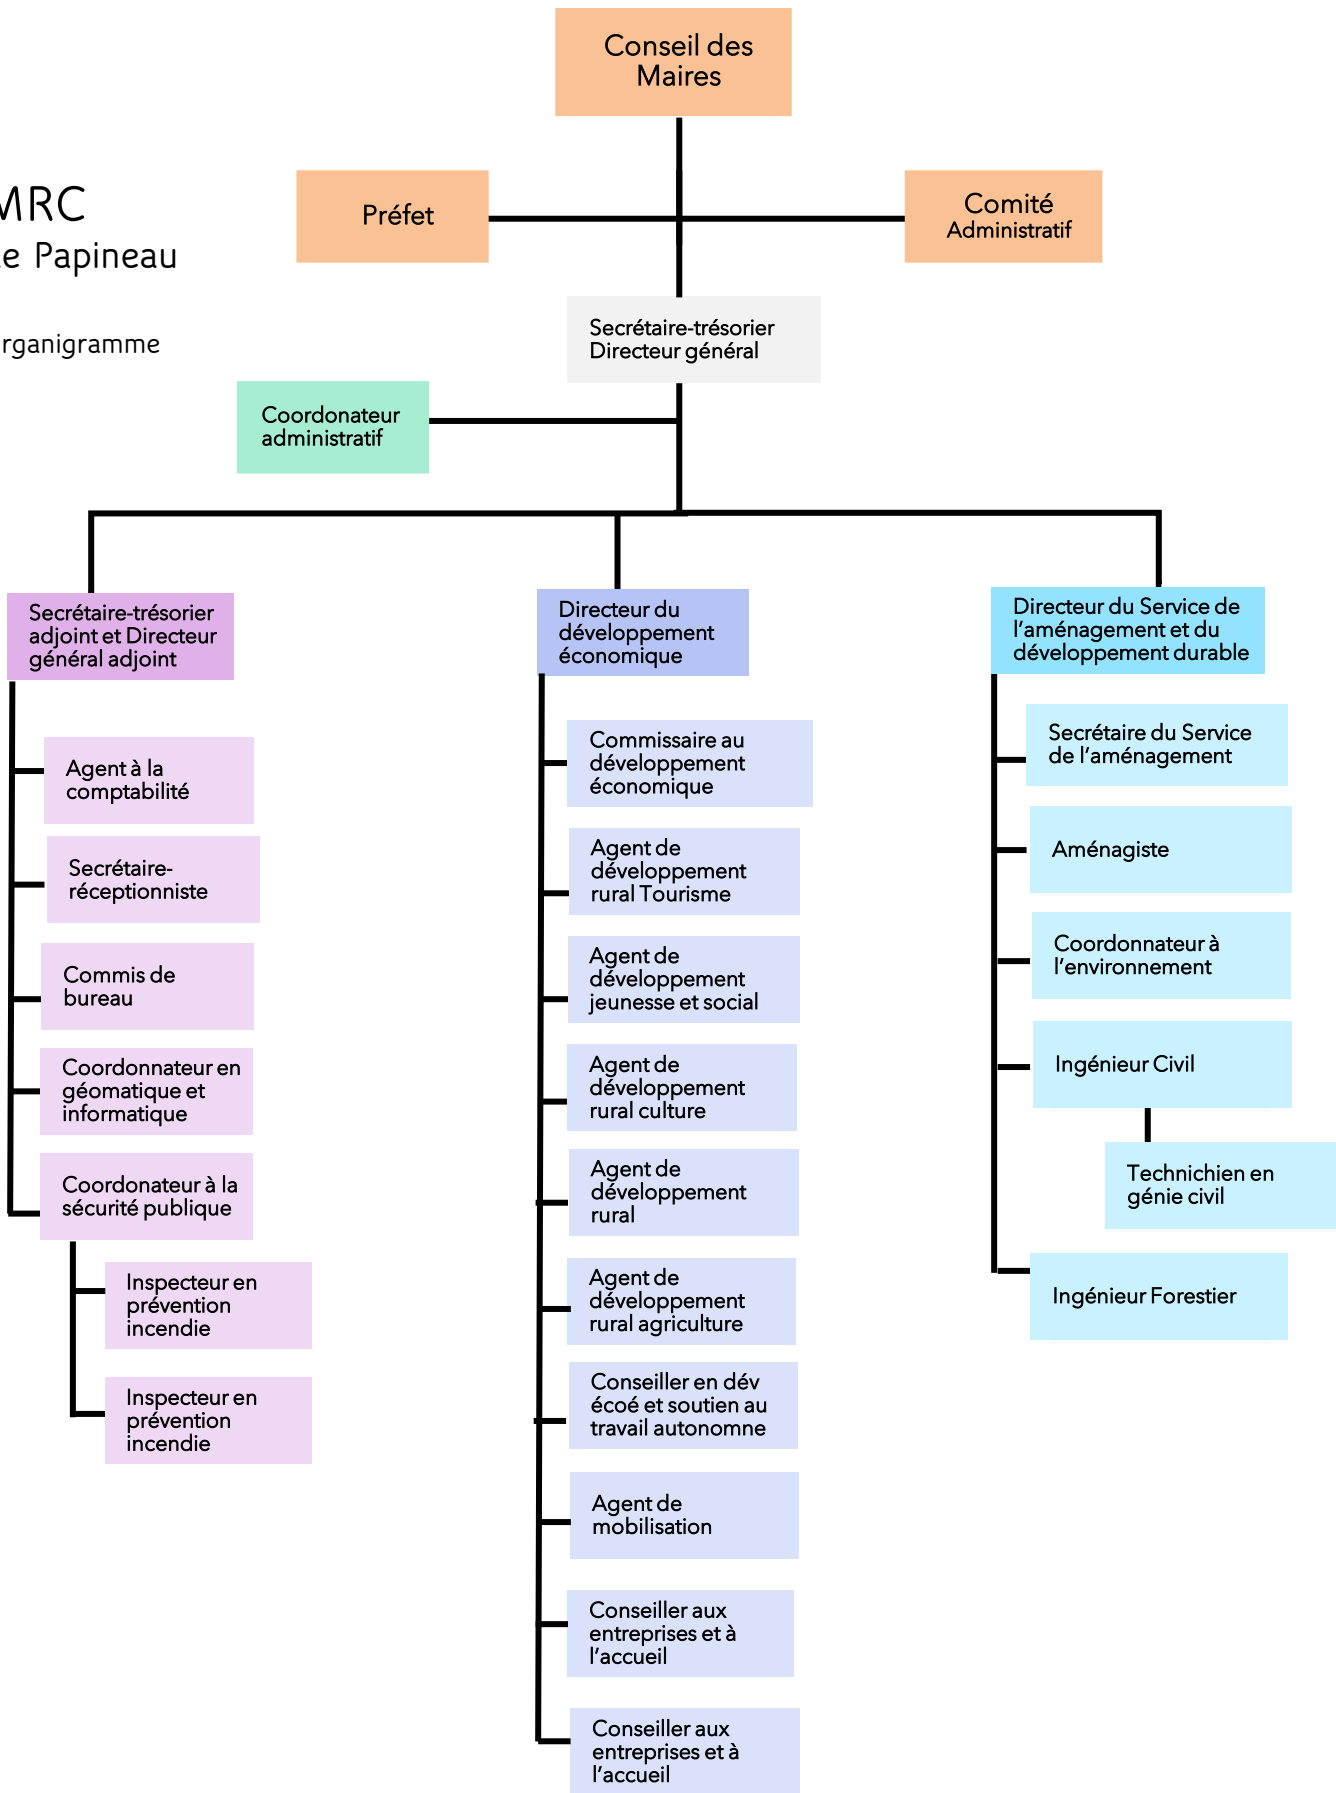 Conseil des
Maires
MRC
e Papineau
rganigramme
Préfet
Comité
Administratif
Secrétaire-trésorier
Directeur général
Coordonateur
administratif
Secrétaire-trésorier
adjoint et Directeur
général adjoint
Agent à la
comptabilité
Secrétaire-
réceptionniste
Commis de
bureau
Coordonnateur en
géomatique et
informatique
Coordonateur à la
sécurité publique
Inspecteur en
prévention
incendie
Inspecteur en
prévention
incendie
Directeur du
développement
économique
Commissaire au
développement
économique
Agent de
développement
rural Tourisme
Agent de
développement
jeunesse et social
Agent de
développement
rural culture
Agent de
développement
rural
Agent de
développement
rural agriculture
Conseiller en dév
écoé et soutien au
travail autonomne
Agent de
mobilisation
Conseiller aux
entreprises et à
l'accueil
Conseiller aux
entreprises et à
l'accueil
Directeur du Service de
l'aménagement et du
développement durable
Secrétaire du Service
de l'aménagement
Aménagiste
Coordonnateur à
l'environnement
Ingénieur Civil
Technichien en
génie civil
Ingénieur Forestier